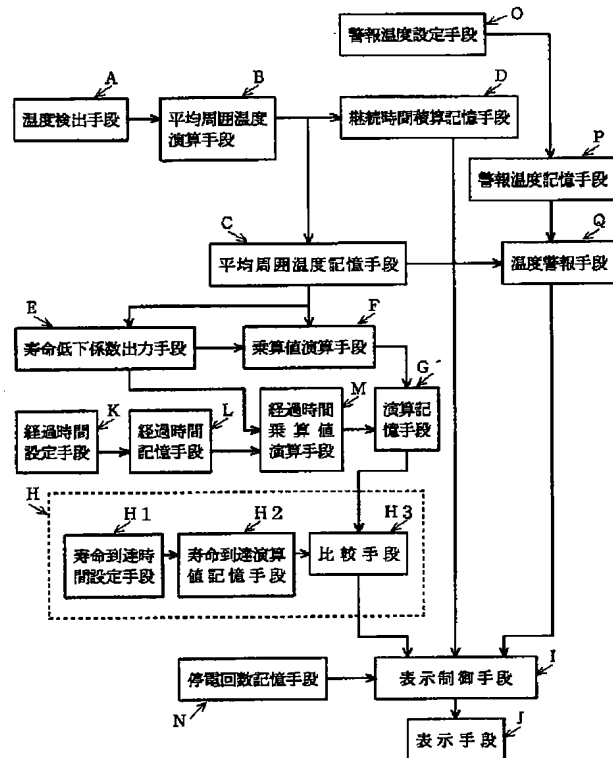 O
警報温度設定手段
A
B
D
温度検出手段
平均周囲温度
演算手段
継続時間積算記憶手段
P
警報温度記憶手段
C
Q
平均周囲温度記憶手段
温度警報手段
E
F
寿命低下係数出力手段
乗算値演算手段
G
K
L
M
経過時間
設定手段
経過時間
記憶手段
経過時間
乗算値
演算手段
演算記
憶手段
H
H1
H2
H3
寿命到達時
間設定手段
寿命到達演算
値記憶手段
比較手段
I
停電回数記憶手段
表示制御手段
N
J
表示手段